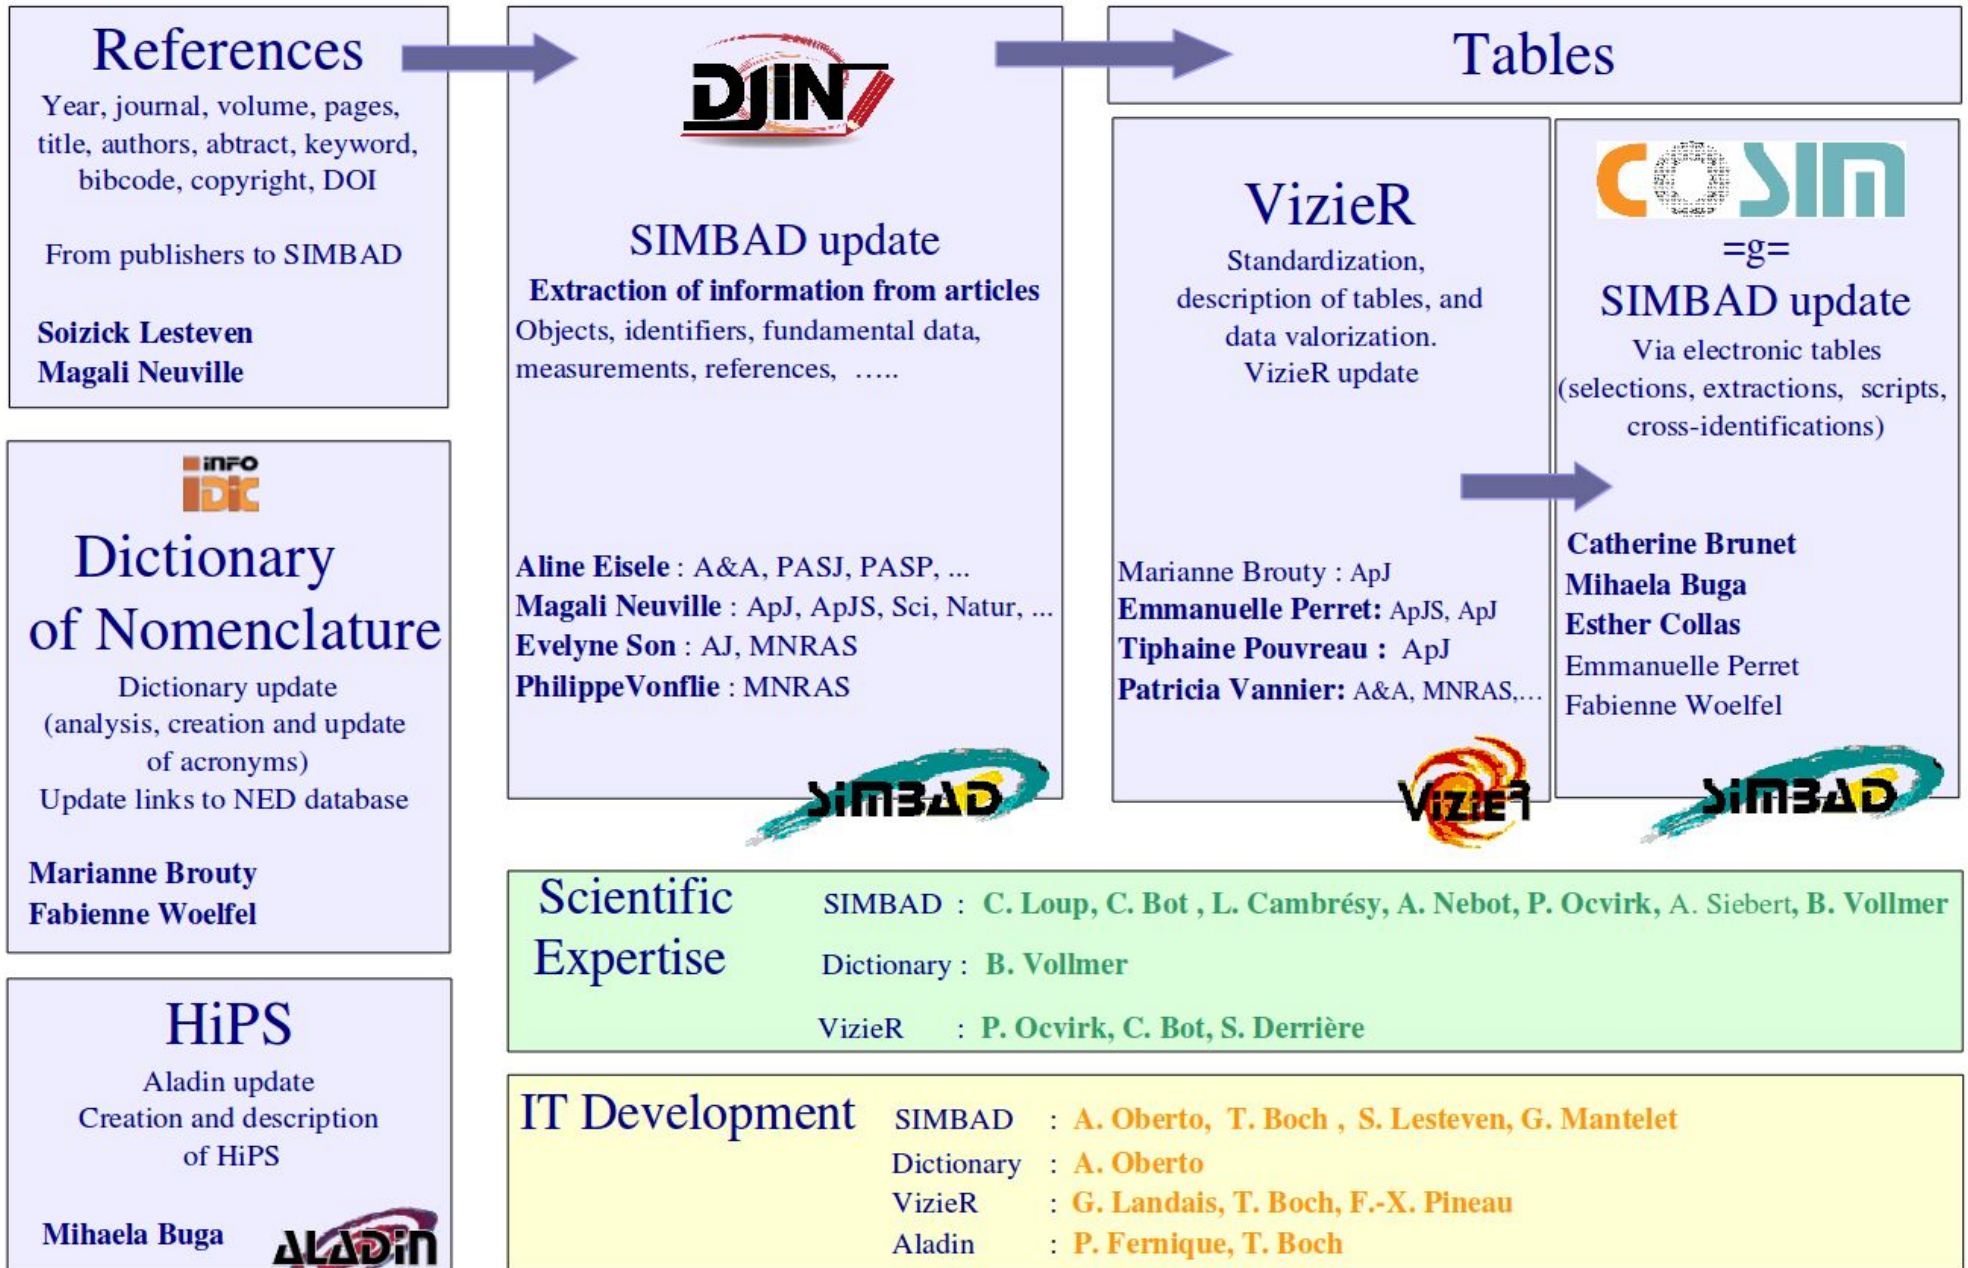 References
Year, journal, volume, pages,
title, authors, abtract, keyword,
bibcode, copyright, DOI
From publishers to SIMBAD
Soizick Lesteven
Magali Neuville
INFO
DiC
Dictionary
of Nomenclature
Dictionary update
(analysis, creation and update
of acronyms)
Update links to NED database
Marianne Brouty
Fabienne Woelfel
HiPS
Aladin update
Creation and description
of HiPS
Mihaela Buga
ALADiN
DJIN
SIMBAD update
Extraction of information from articles
Objects, identifiers, fundamental data,
measurements, references, …..
Aline Eisele : A&A, PASJ, PASP, ...
Magali Neuville : ApJ, ApJS, Sci, Natur, ...
Evelyne Son : AJ, MNRAS
PhilippeVonflie : MNRAS
SiMBAD
Tables
VizieR
Standardization,
description of tables, and
data valorization.
VizieR update
Marianne Brouty : ApJ
Emmanuelle Perret: ApJS, ApJ
Tiphaine Pouvreau : ApJ
Patricia Vannier: A&A, MNRAS,…
ViZiER
COSIM
=g=
SIMBAD update
Via electronic tables
(selections, extractions, scripts,
cross-identifications)
Catherine Brunet
Mihaela Buga
Esther Collas
Emmanuelle Perret
Fabienne Woelfel
SiMBAD
Scientific
Expertise
SIMBAD : C. Loup, C. Bot , L. Cambrésy, A. Nebot, P. Ocvirk, A. Siebert, B. Vollmer
Dictionary : B. Vollmer
VizieR : P. Ocvirk, C. Bot, S. Derrière
IT Development
SIMBAD : A. Oberto, T. Boch , S. Lesteven, G. Mantelet
Dictionary : A. Oberto
VizieR : G. Landais, T. Boch, F.-X. Pineau
Aladin : P. Fernique, T. Boch